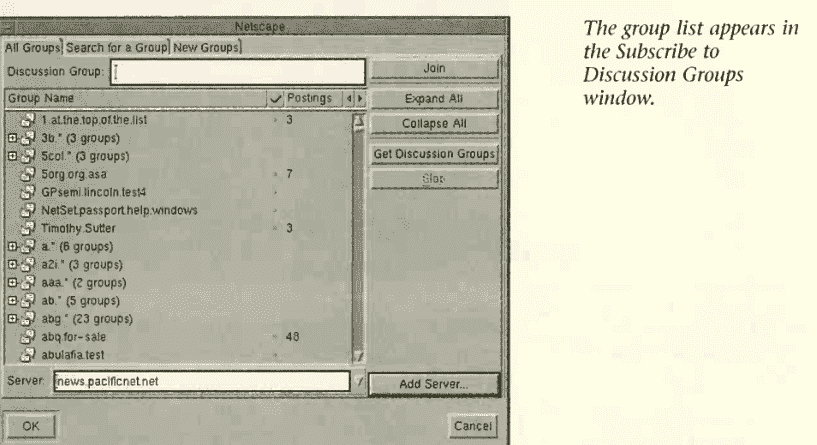 Netscape
All Groups Search for a Group New Groups
Discussion Group:
Join
Group Name Postings
Expand All
Collapse All
Get Discussion Groups
Stop
1.at.the.top.of.the.list 3
3b.* (3 groups)
5col.* (3 groups)
5org.org.asa 7
GPsemi.lincoln.test4
NetSet.passport.help.windows
Timothy.Sutter 3
a.* (6 groups)
a2i.* (3 groups)
aaa.* (2 groups)
ab.* (5 groups)
abg.* (23 groups)
abq.for-sale 48
abulafia.test
Server: news.pacificnet.net
Add Server...
OK
Cancel
The group list appears in
the Subscribe to
Discussion Groups
window.